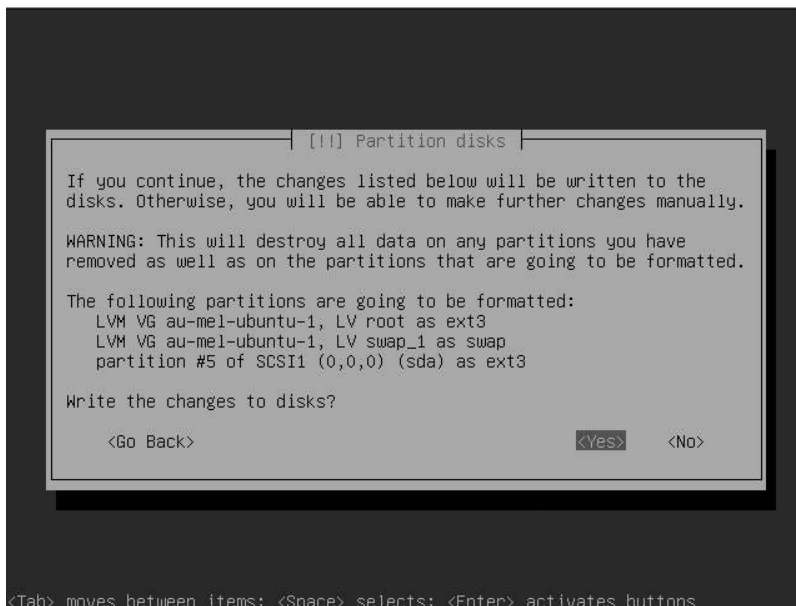 [!!] Partition disks
If you continue, the changes listed below will be written to the
disks. Otherwise, you will be able to make further changes manually.
WARNING: This will destroy all data on any partitions you have
removed as well as on the partitions that are going to be formatted.
The following partitions are going to be formatted:
LVM VG au-mel-ubuntu-1, LV root as ext3
LVM VG au-mel-ubuntu-1, LV swap_1 as swap
partition #5 of SCSI1 (0,0,0) (sda) as ext3
Write the changes to disks?
<Go Back> <Yes> <No>
<Tab> moves between items; <Space> selects; <Enter> activates buttons